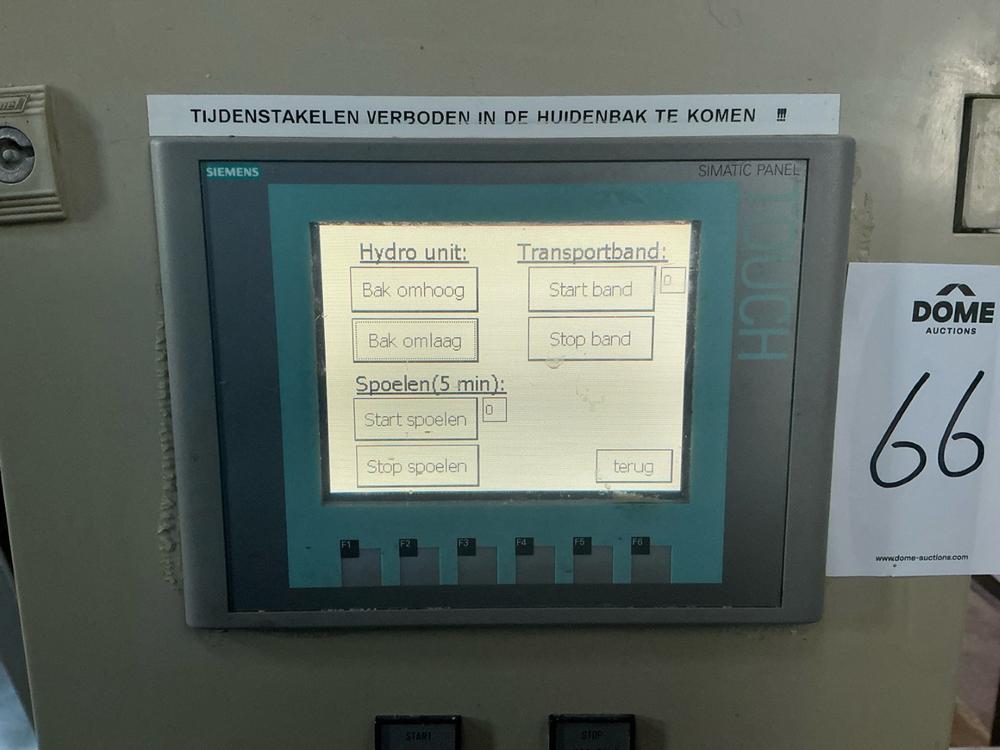 TIJDENSTAKELEN VERBODEN IN DE HUIDENBAK TE KOMEN !!!
SIEMENS
SIMATIC PANEL
TOUCH
Hydro unit:
Transportband:
Bak omhoog
Start band
0
Bak omlaag
Stop band
Spoelen(5 min):
Start spoelen
0
Stop spoelen
terug
F1
F2
F3
F4
F5
F6
DOME
AUCTIONS
66
www.dome-auctions.com
START
STOP